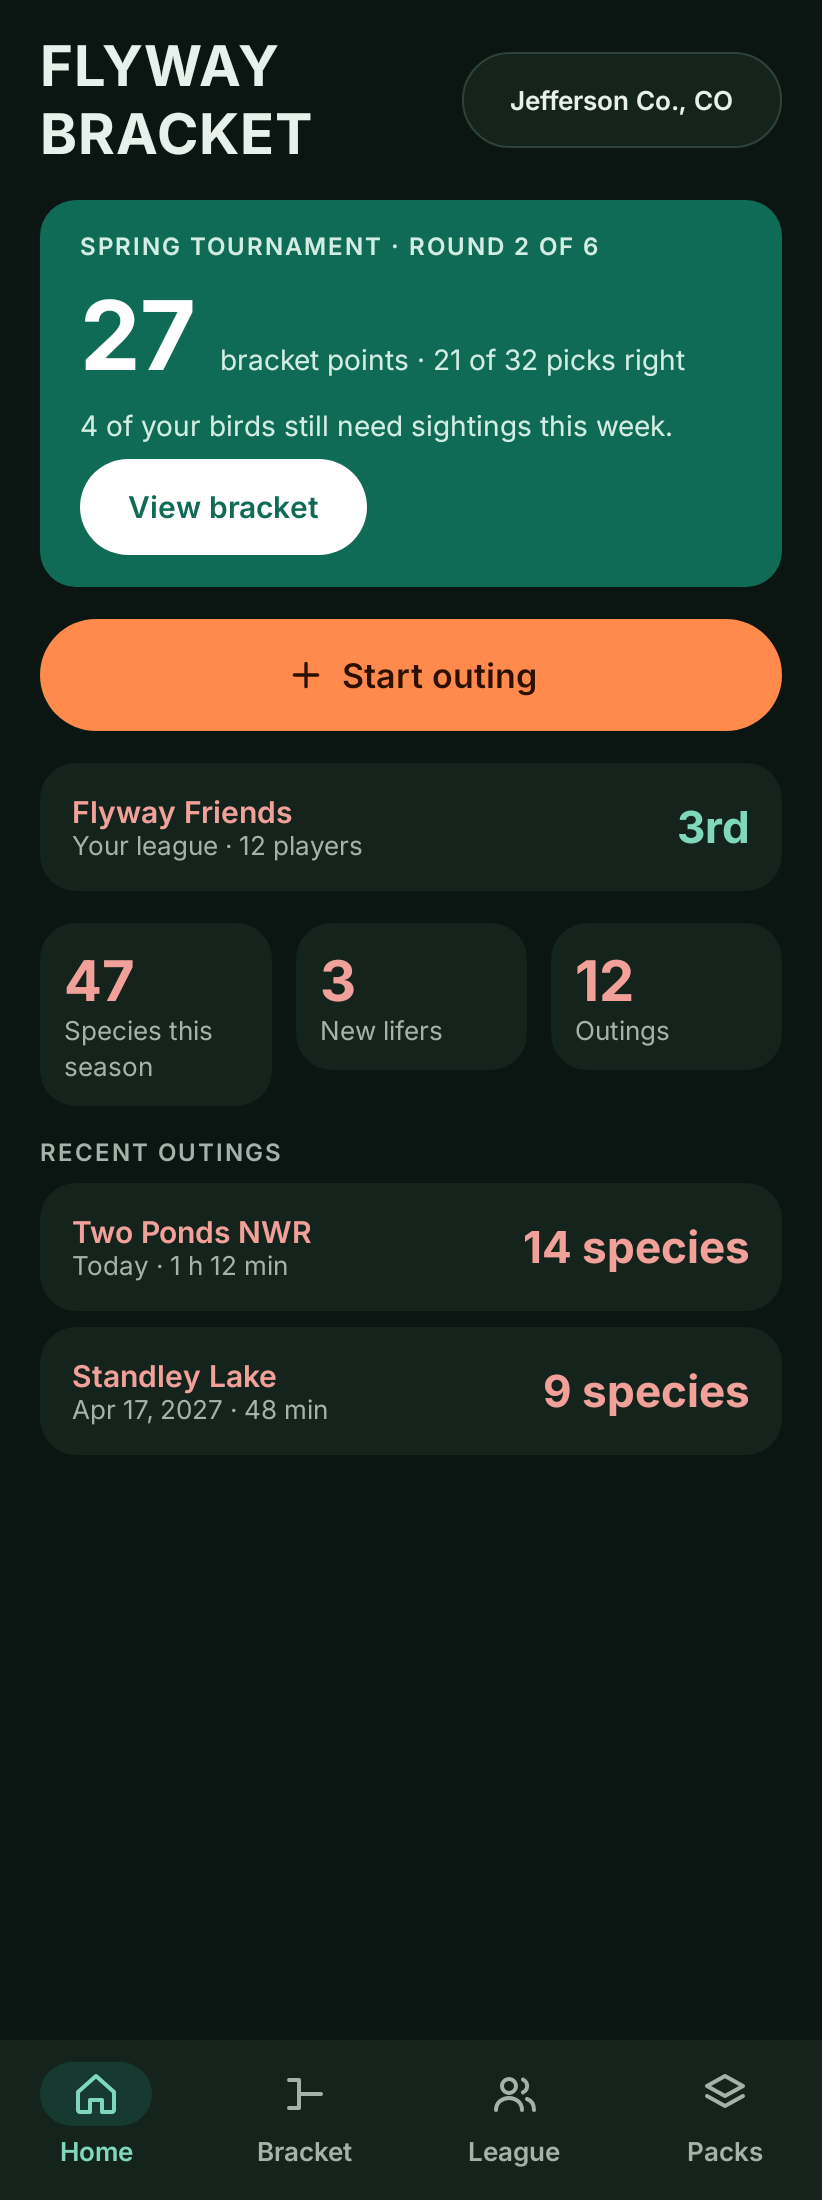 FLYWAY
BRACKET
Jefferson Co., CO
SPRING TOURNAMENT · ROUND 2 OF 6
27 bracket points · 21 of 32 picks right
4 of your birds still need sightings this week.
View bracket
+ Start outing
Flyway Friends
Your league · 12 players
3rd
47
Species this
season
3
New lifers
12
Outings
RECENT OUTINGS
Two Ponds NWR
Today · 1 h 12 min
14 species
Standley Lake
Apr 17, 2027 · 48 min
9 species
Home
Bracket
League
Packs